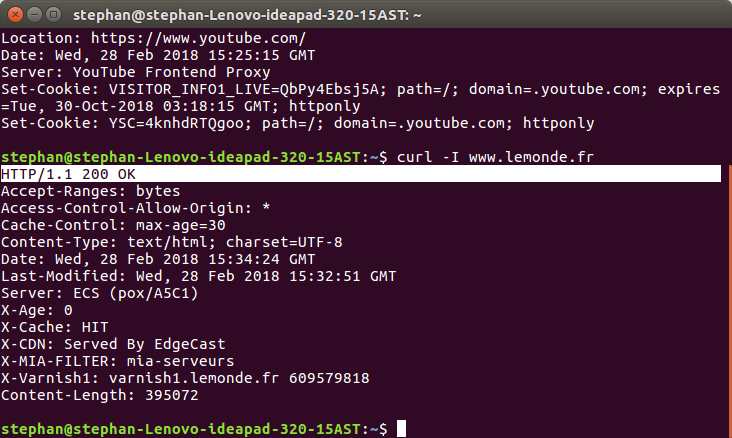 stephan@stephan-Lenovo-ideapad-320-15AST: ~
Location: https://www.youtube.com/
Date: Wed, 28 Feb 2018 15:25:15 GMT
Server: YouTube Frontend Proxy
Set-Cookie: VISITOR_INFO1_LIVE=QbPy4Ebsj5A; path=/; domain=.youtube.com; expires
=Tue, 30-Oct-2018 03:18:15 GMT; httponly
Set-Cookie: YSC=4knhdRTQgoo; path=/; domain=.youtube.com; httponly
stephan@stephan-Lenovo-ideapad-320-15AST:~$ curl -I www.lemonde.fr
HTTP/1.1 200 OK
Accept-Ranges: bytes
Access-Control-Allow-Origin: *
Cache-Control: max-age=30
Content-Type: text/html; charset=UTF-8
Date: Wed, 28 Feb 2018 15:34:24 GMT
Last-Modified: Wed, 28 Feb 2018 15:32:51 GMT
Server: ECS (pox/A5C1)
X-Age: 0
X-Cache: HIT
X-CDN: Served By EdgeCast
X-MIA-FILTER: mia-serveurs
X-Varnish1: varnish1.lemonde.fr 609579818
Content-Length: 395072
stephan@stephan-Lenovo-ideapad-320-15AST:~$